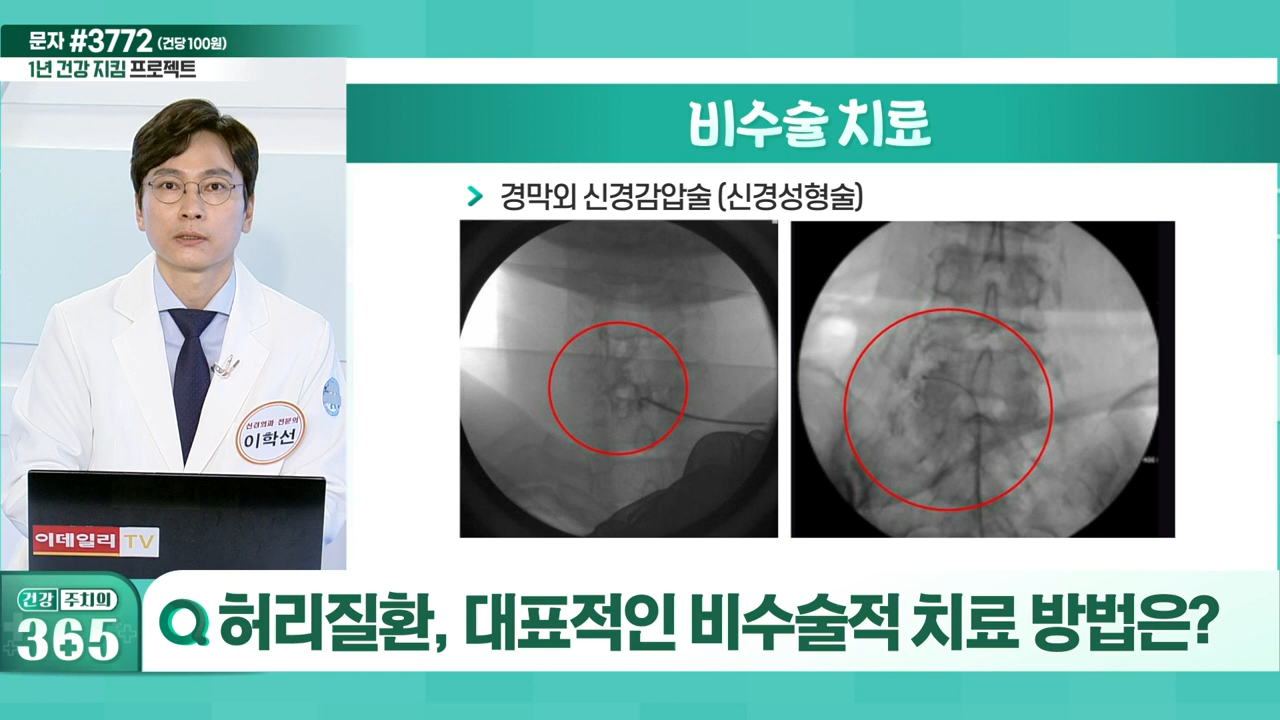 문자 #3772 (건당 100원)
1년 건강 지킴 프로젝트
비수술 치료
경막외 신경감압술 (신경성형술)
신경외과 전문의
이학선
이데일리 TV
건강 주치의
365
Q 허리질환, 대표적인 비수술적 치료 방법은?